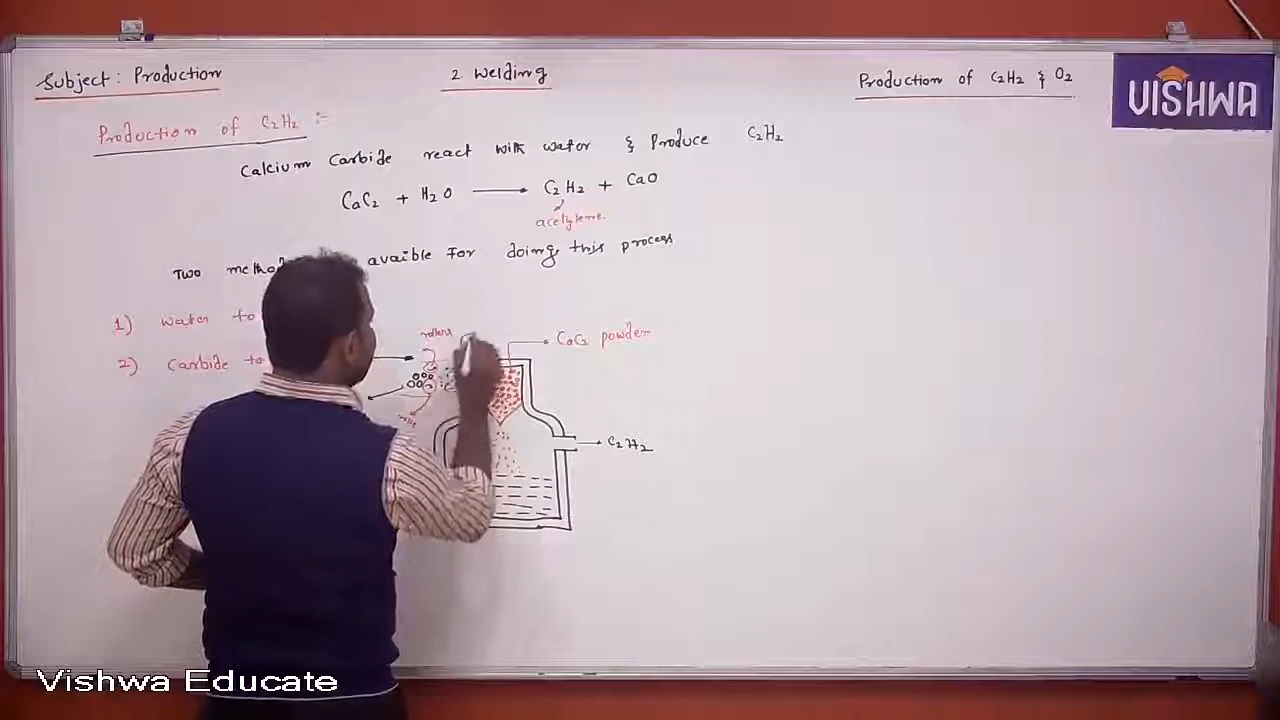 Subject: Production
2. Welding
Production of C2H2 & O2
VISHWA
Production of C2H2 :-
Calcium Carbide react with water & Produce C2H2
CaC2 + H2O → C2H2 + CaO
acetylene.
Two avaible For doing this process
1) Water to
2) Carbide to
rollers
CaC2 powder
C2H2
Vishwa Educate